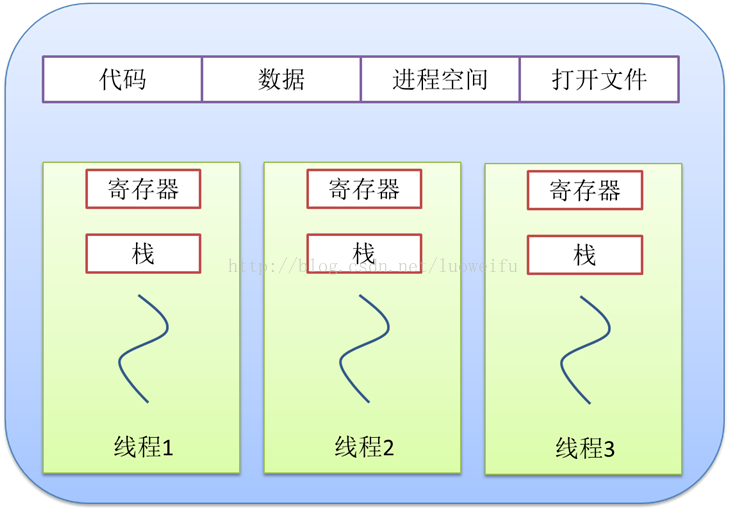 代码 数据 进程空间 打开文件
寄存器 寄存器 寄存器
栈 栈 栈
http://blog.csdn.net/luoweifu
线程1 线程2 线程3